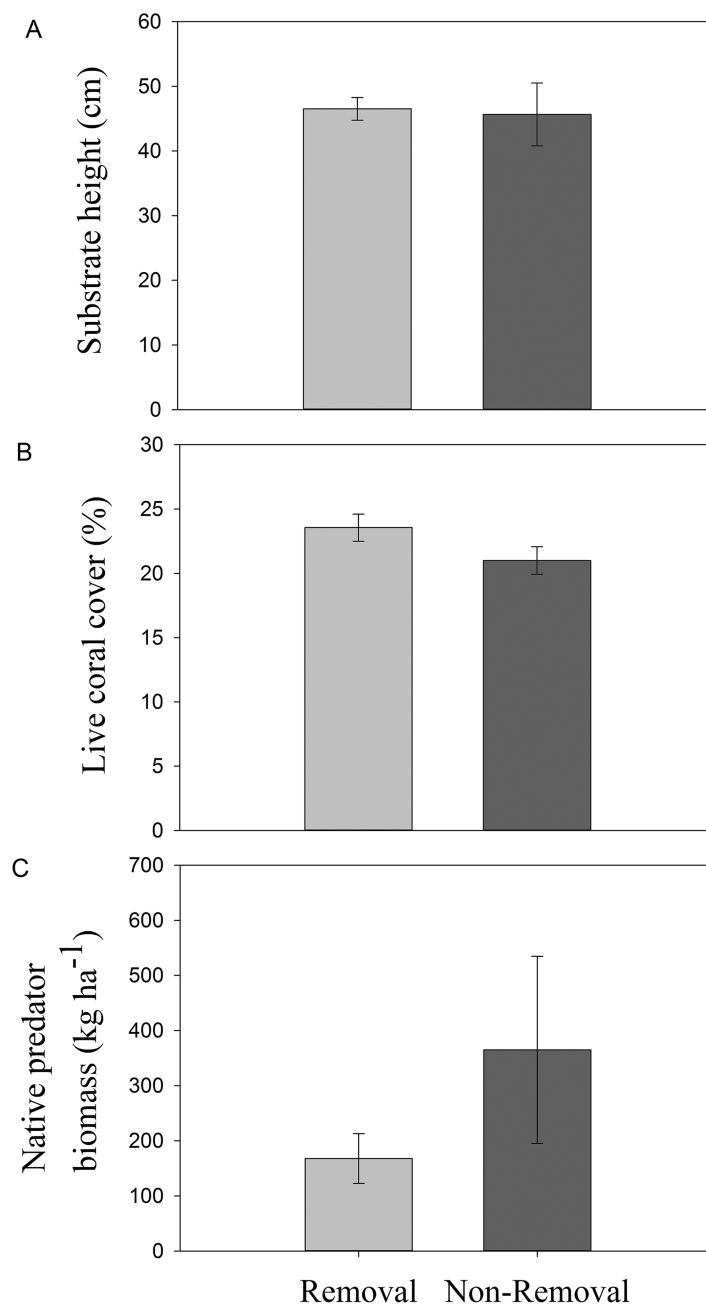 A
Substrate height (cm)
60
50
40
30
20
10
0
B
Live coral cover (%)
30
25
20
15
10
5
0
C
Native predator
biomass (kg ha⁻¹)
700
600
500
400
300
200
100
0
Removal Non-Removal